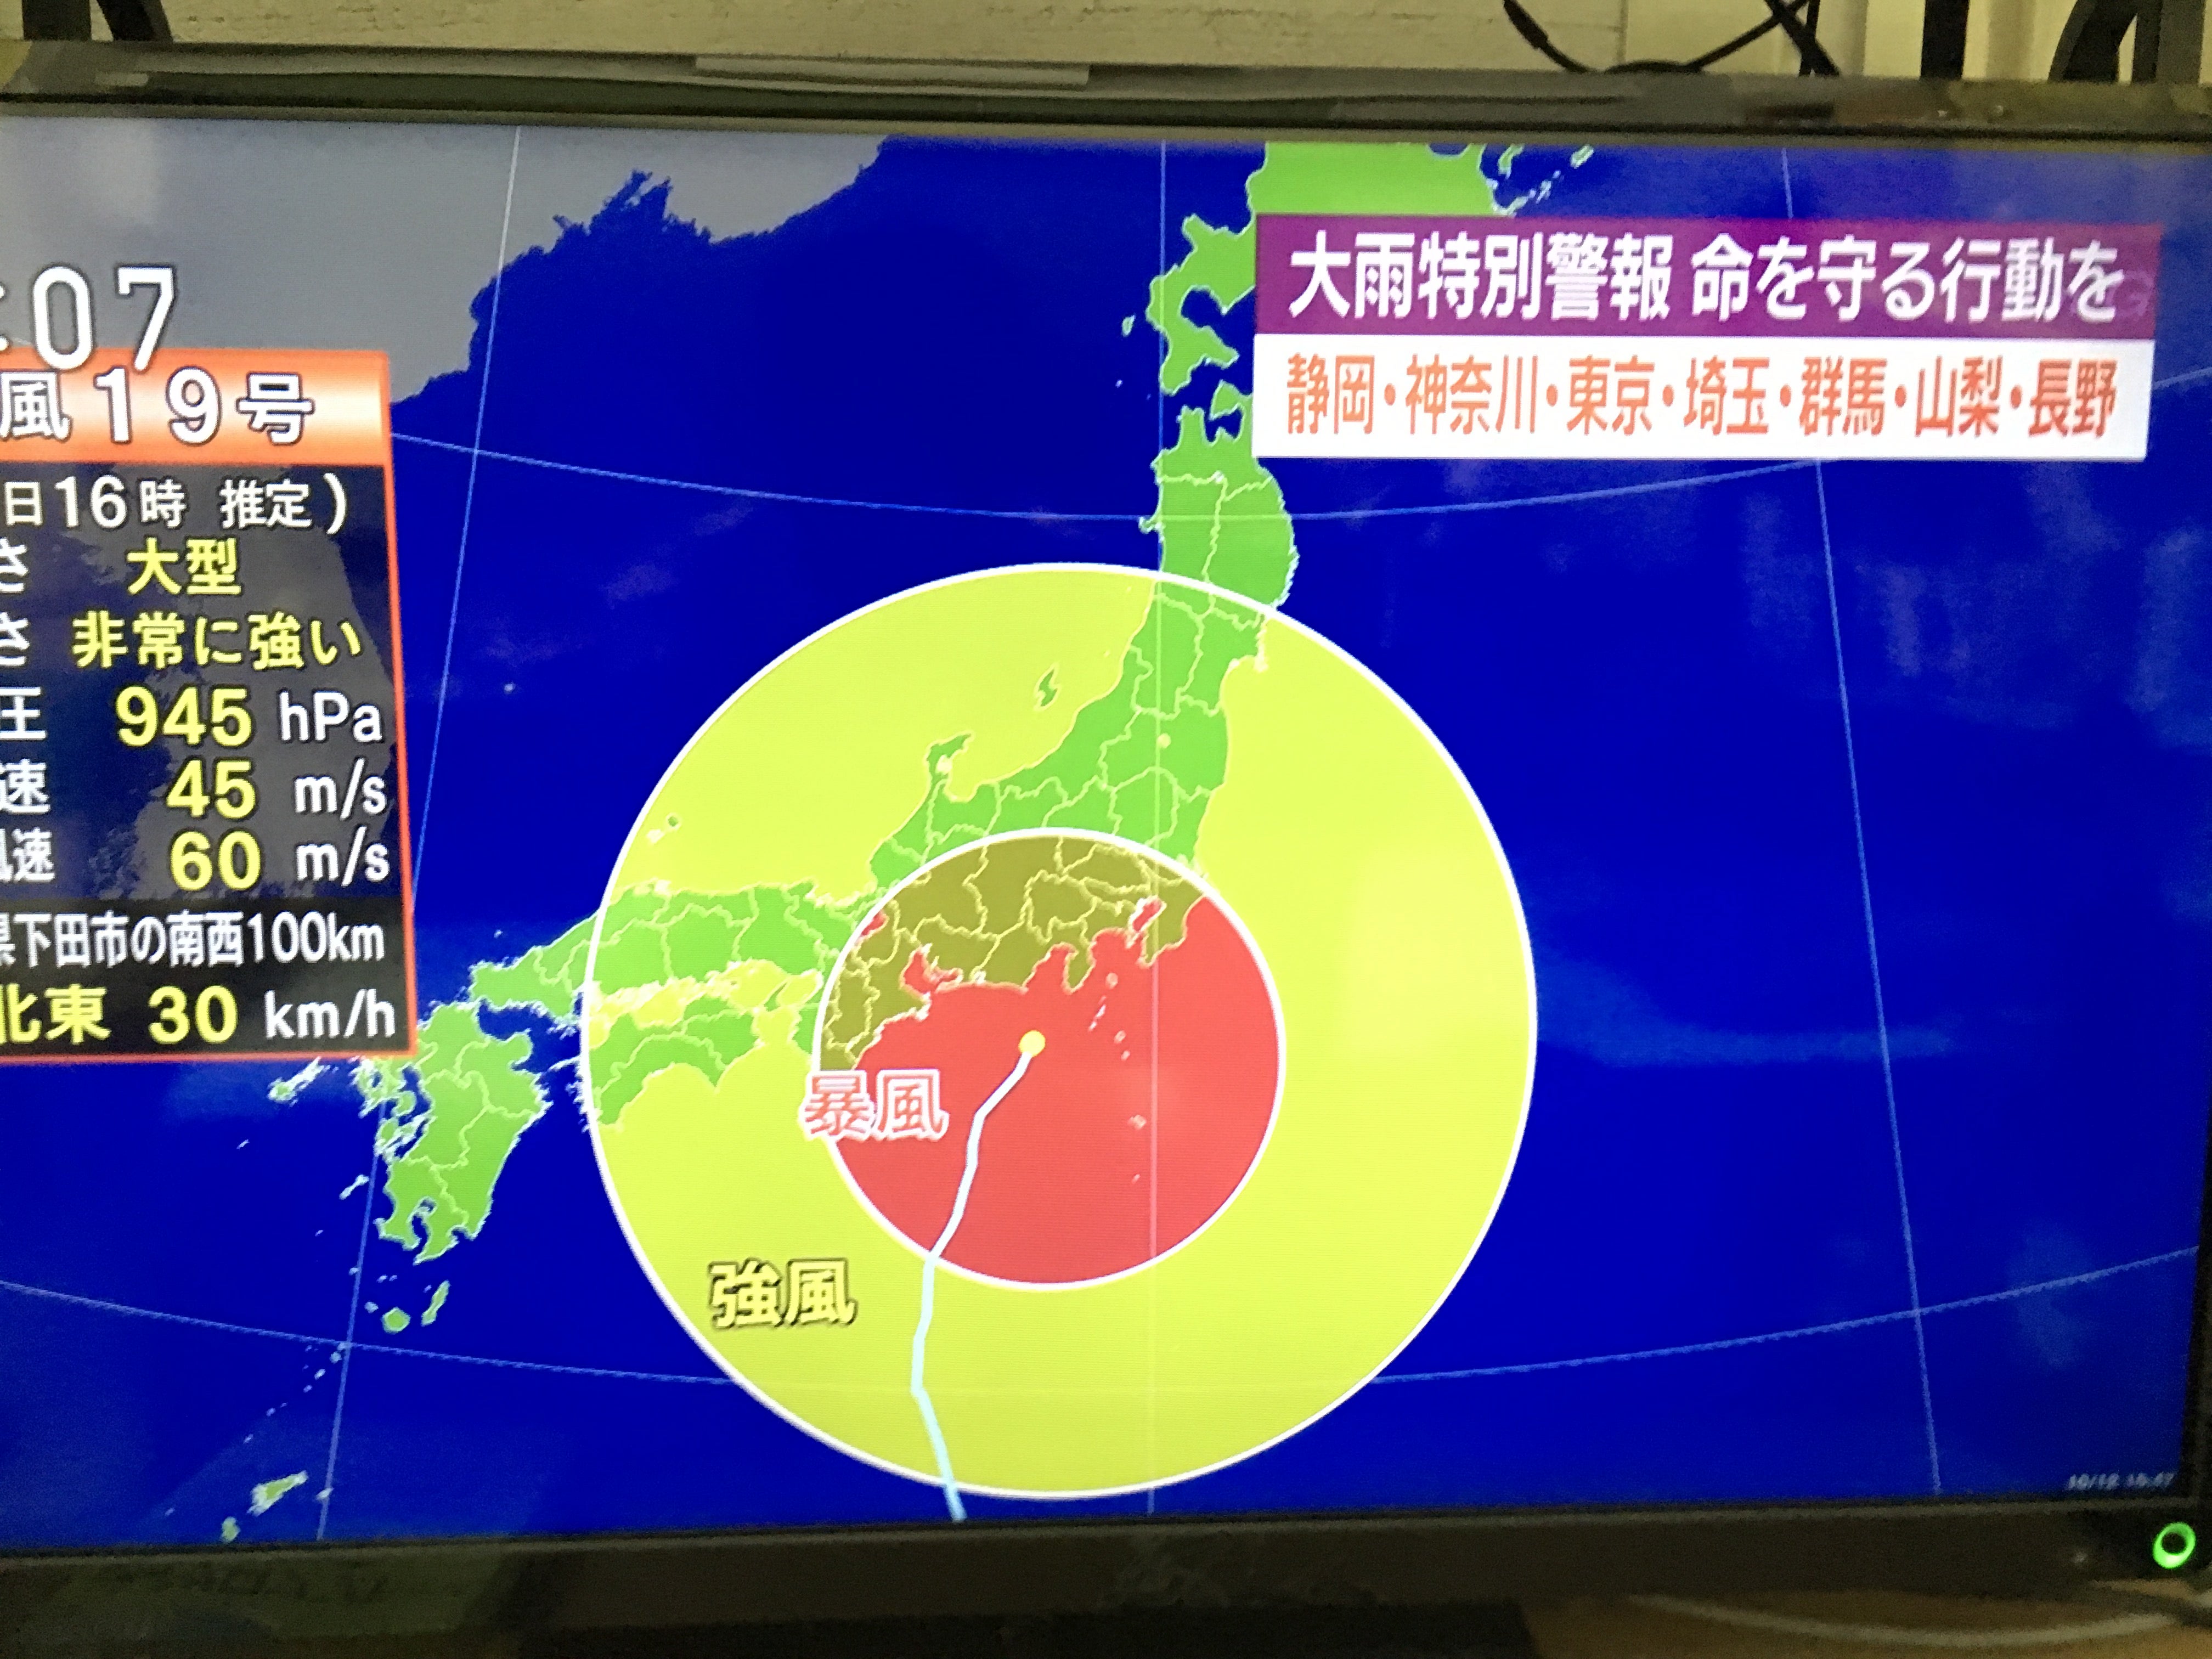 07
風19号
日16時 推定)
さ 大型
さ 非常に強い
圧 945 hPa
速 45 m/s
風速 60 m/s
県下田市の南西100km
北東 30 km/h
大雨特別警報 命を守る行動を
静岡・神奈川・東京・埼玉・群馬・山梨・長野
暴風
強風